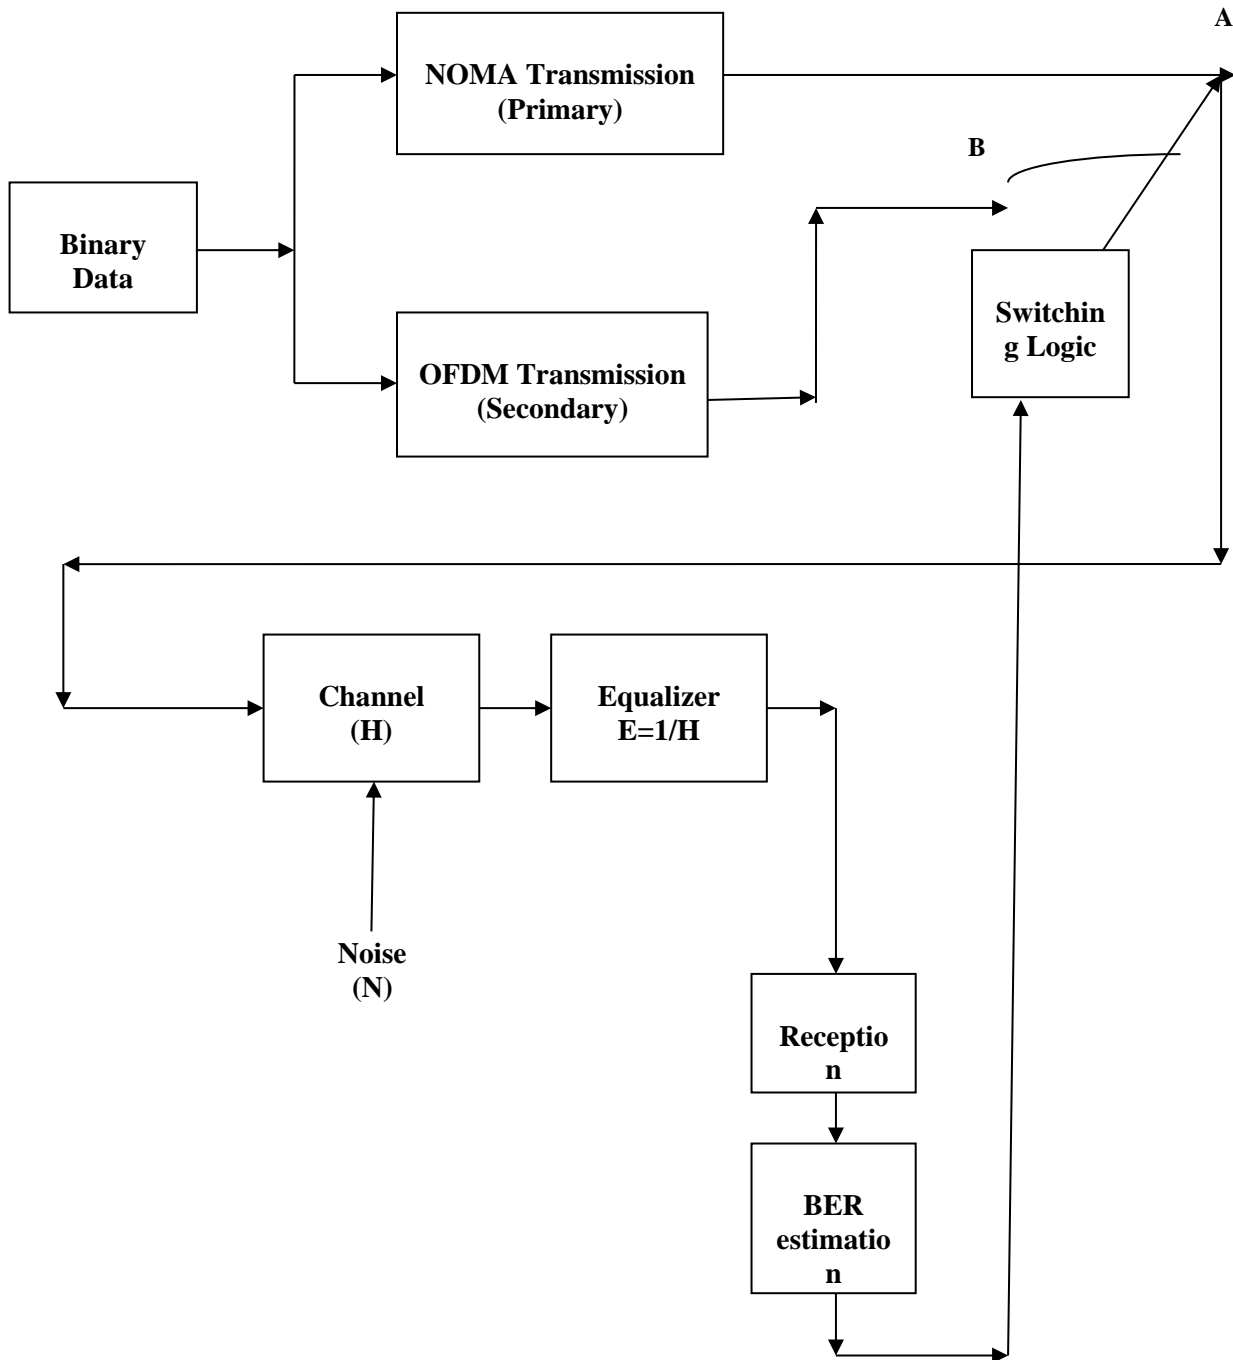 A
NOMA Transmission
(Primary)
B
Binary
Data
Switchin
g Logic
OFDM Transmission
(Secondary)
Channel
(H)
Equalizer
E=1/H
Noise
(N)
Receptio
n
BER
estimatio
n